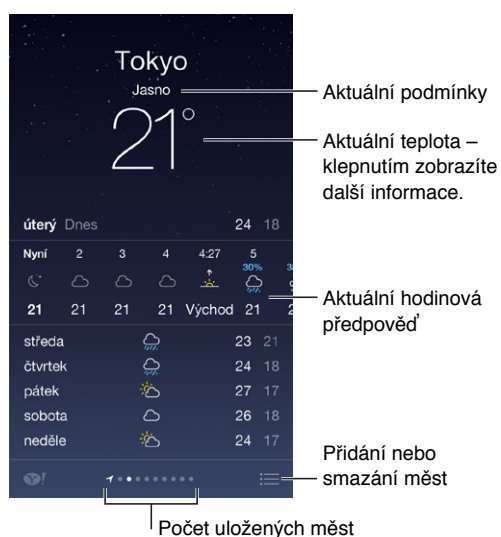 Tokyo
Jasno
21°
Aktuální podmínky
Aktuální teplota –
klepnutím zobrazíte
další informace.
úterý Dnes 24 18
Nyní 2 3 4 4:27 5
30%
21 21 21 21 Východ 21
Aktuální hodinová
předpověď
středa 23 21
čtvrtek 24 18
pátek 27 17
sobota 26 18
neděle 24 17
Y!
Přidání nebo
smazání měst
Počet uložených měst